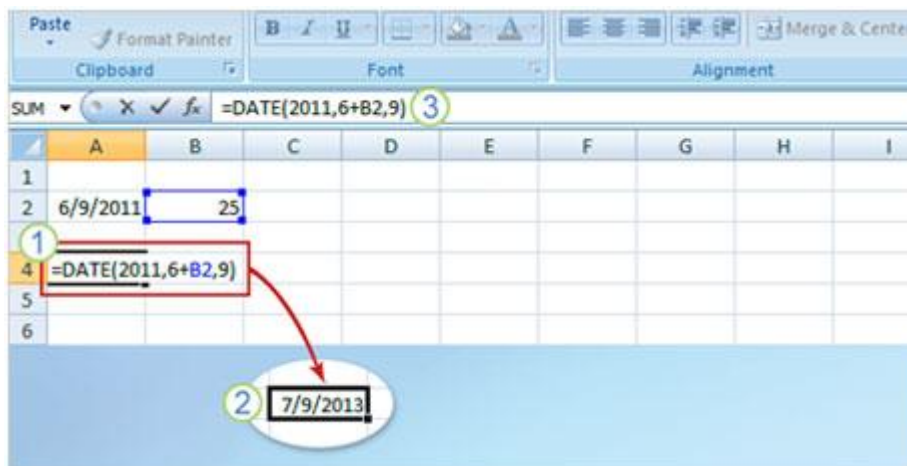 Paste
Format Painter
B I U A Merge & Cente
Clipboard Font Alignment
SUM fx =DATE(2011,6+B2,9) 3
A B C D E F G H I
1
2 6/9/2011 25
1
4 =DATE(2011,6+B2,9)
5
6
2 7/9/2013